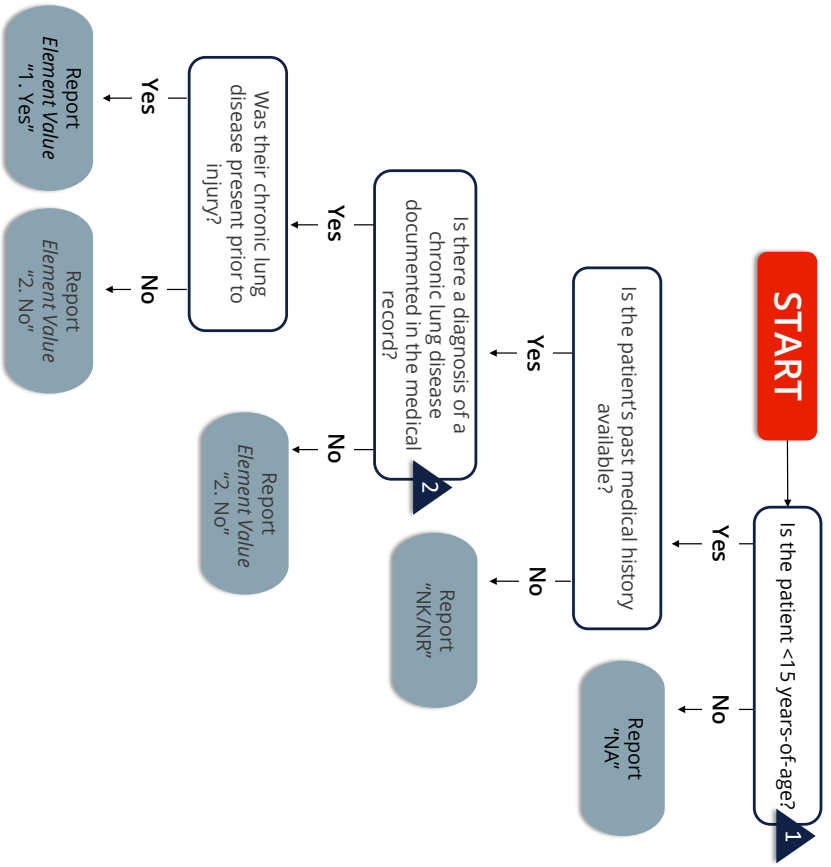 START
Is the patient <15 years-of-age?
1
Yes
No
Is the patient’s past medical history
available?
Report
“NA”
Yes
No
Is there a diagnosis of a
chronic lung disease
documented in the medical
record?
2
Report
“NK/NR”
Yes
No
Was their chronic lung
disease present prior to
injury?
Report
Element Value
“2. No”
Yes
No
Report
Element Value
“1. Yes”
Report
Element Value
“2. No”